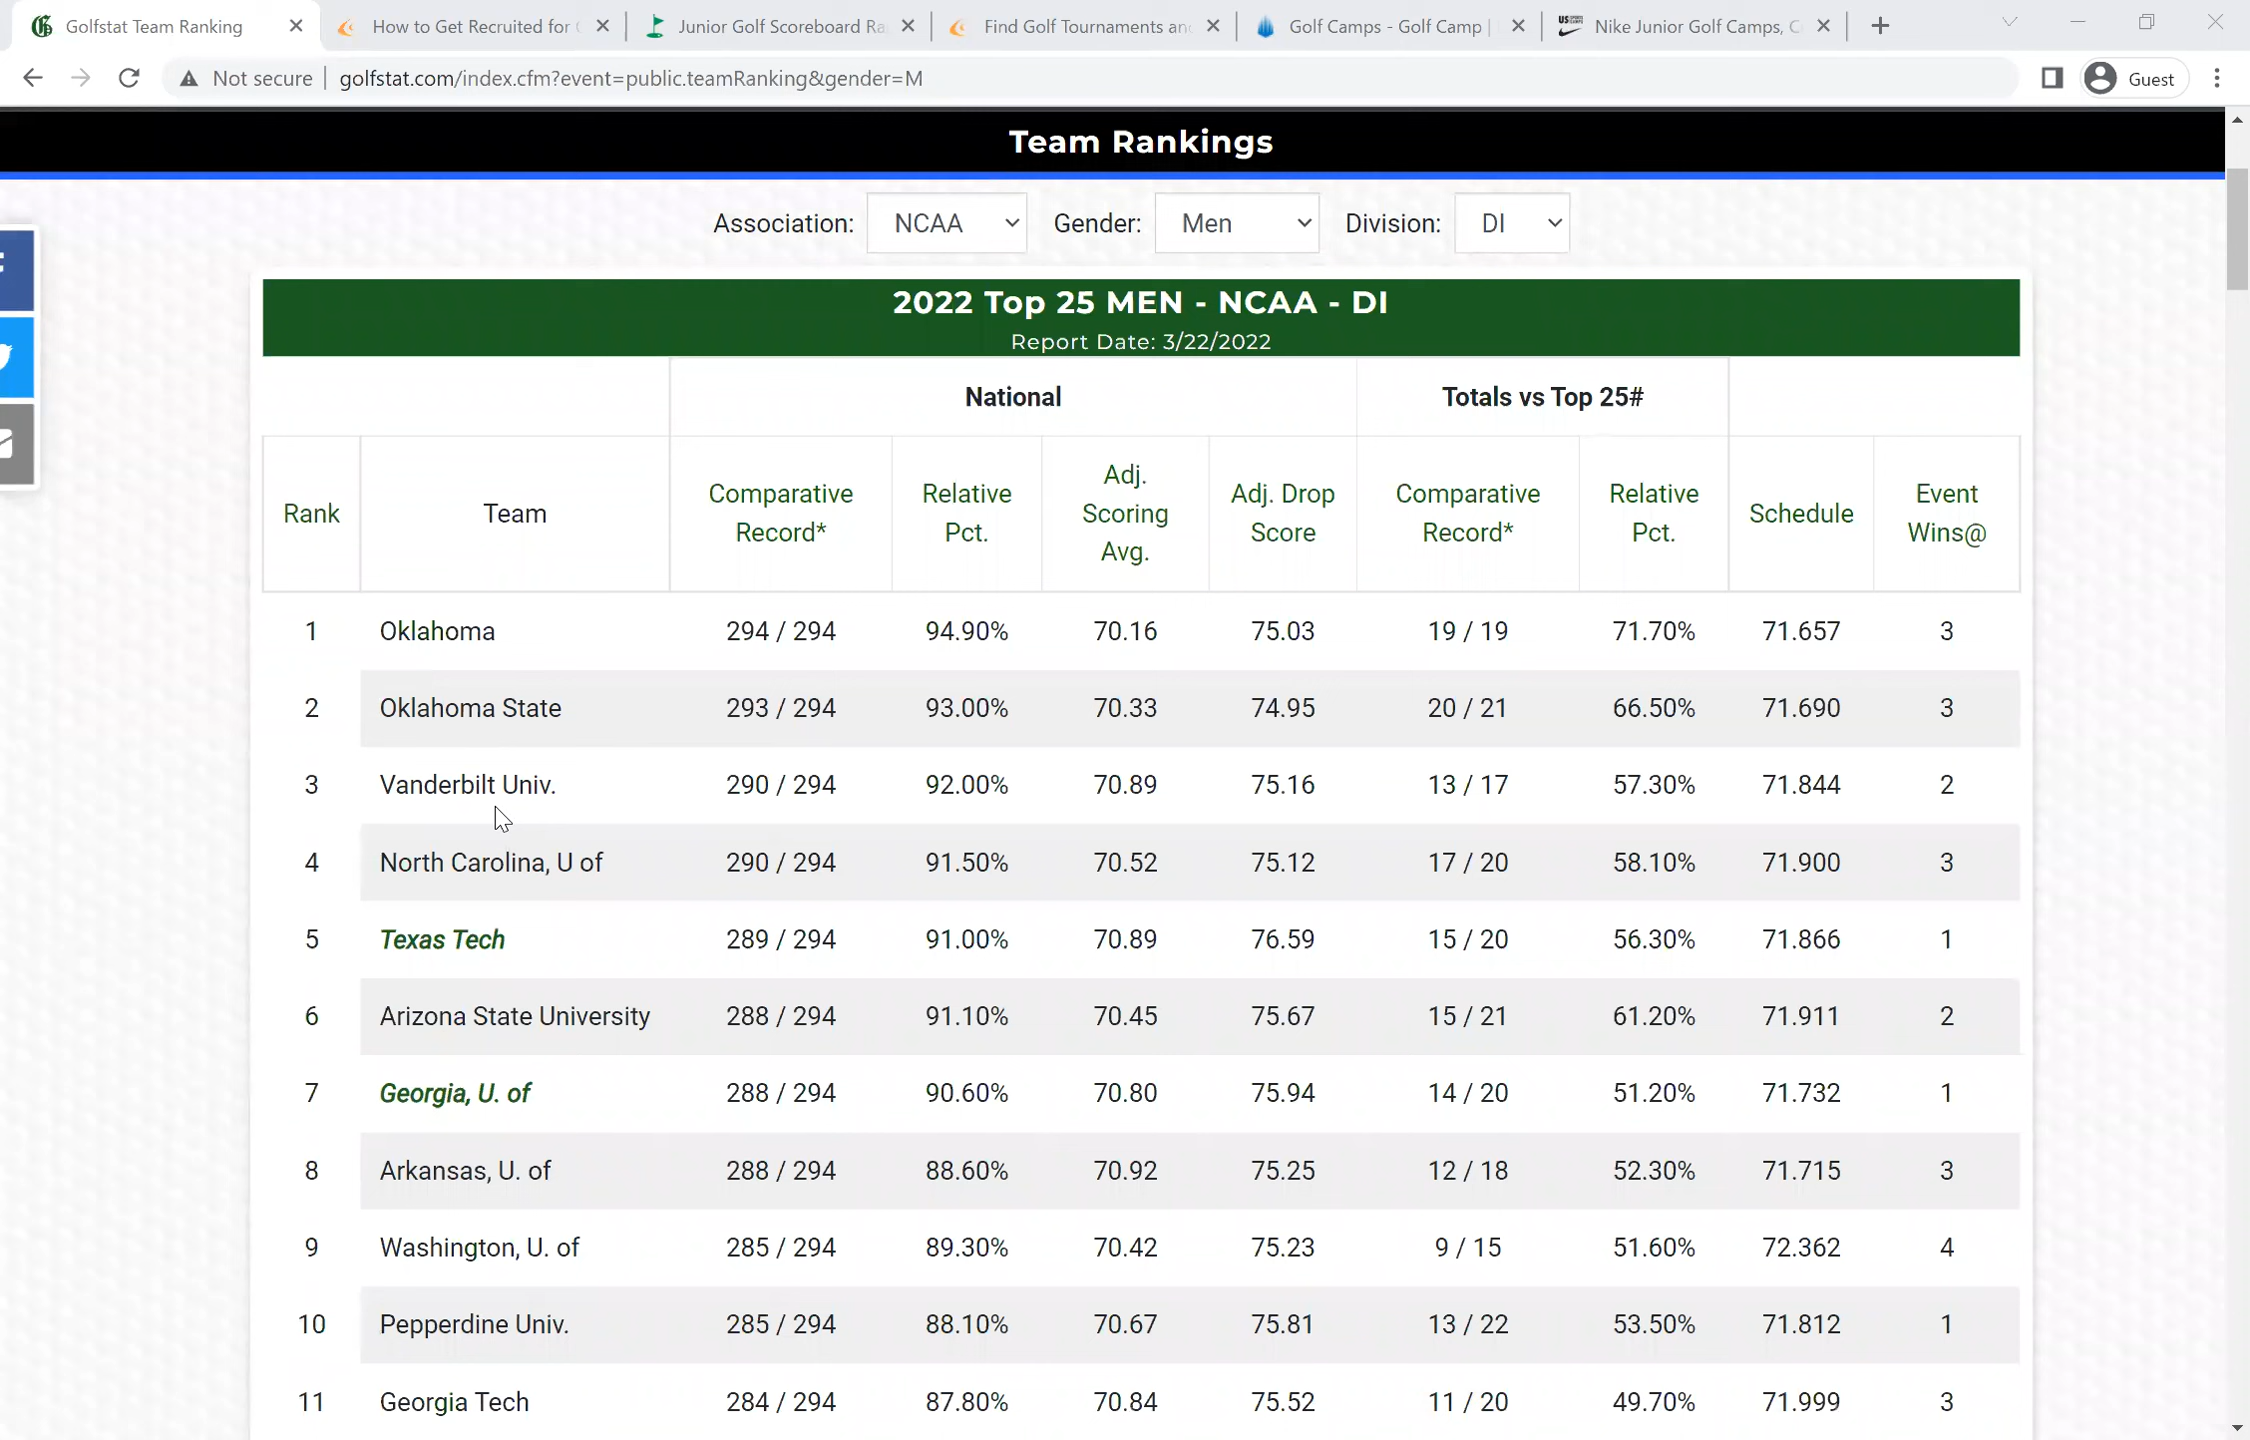 Golfstat Team Ranking
How to Get Recruited for
Junior Golf Scoreboard Ra
Find Golf Tournaments an
Golf Camps - Golf Camp |
Nike Junior Golf Camps, C
Not secure | golfstat.com/index.cfm?event=public.teamRanking&gender=M
Guest
Team Rankings
Association: NCAA Gender: Men Division: DI
2022 Top 25 MEN - NCAA - DI
Report Date: 3/22/2022
National Totals vs Top 25#
Rank Team Comparative Record* Relative Pct. Adj. Scoring Avg. Adj. Drop Score Comparative Record* Relative Pct. Schedule Event Wins@
1 Oklahoma 294 / 294 94.90% 70.16 75.03 19 / 19 71.70% 71.657 3
2 Oklahoma State 293 / 294 93.00% 70.33 74.95 20 / 21 66.50% 71.690 3
3 Vanderbilt Univ. 290 / 294 92.00% 70.89 75.16 13 / 17 57.30% 71.844 2
4 North Carolina, U of 290 / 294 91.50% 70.52 75.12 17 / 20 58.10% 71.900 3
5 Texas Tech 289 / 294 91.00% 70.89 76.59 15 / 20 56.30% 71.866 1
6 Arizona State University 288 / 294 91.10% 70.45 75.67 15 / 21 61.20% 71.911 2
7 Georgia, U. of 288 / 294 90.60% 70.80 75.94 14 / 20 51.20% 71.732 1
8 Arkansas, U. of 288 / 294 88.60% 70.92 75.25 12 / 18 52.30% 71.715 3
9 Washington, U. of 285 / 294 89.30% 70.42 75.23 9 / 15 51.60% 72.362 4
10 Pepperdine Univ. 285 / 294 88.10% 70.67 75.81 13 / 22 53.50% 71.812 1
11 Georgia Tech 284 / 294 87.80% 70.84 75.52 11 / 20 49.70% 71.999 3